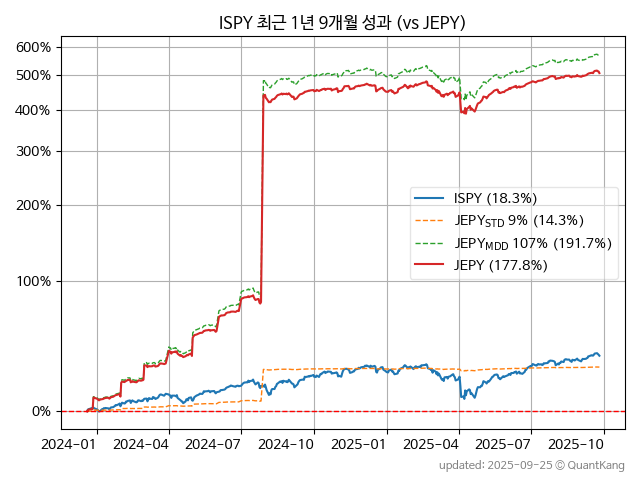 ISPY 최근 1년 9개월 성과 (vs JEPY)
600%
500%
400%
300%
200%
100%
0%
ISPY (18.3%)
JEPYSTD 9% (14.3%)
JEPYMDD 107% (191.7%)
JEPY (177.8%)
2024-01 2024-04 2024-07 2024-10 2025-01 2025-04 2025-07 2025-10
updated: 2025-09-25 © QuantKang